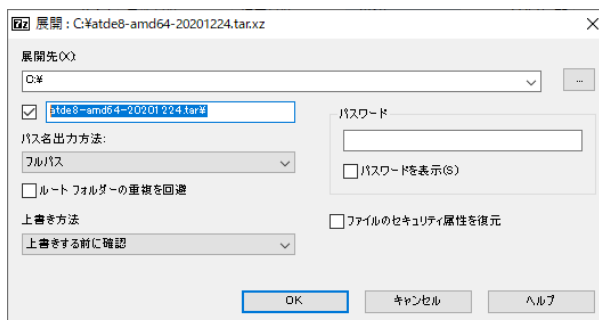 7z 展開 : C:¥atde8-amd64-20201224.tar.xz
展開先(X):
C:¥
...
atde8-amd64-20201224.tar¥
パス名出力方法:
フルパス
ルート フォルダーの重複を回避
上書き方法
上書きする前に確認
パスワード
パスワードを表示(S)
ファイルのセキュリティ属性を復元
OK
キャンセル
ヘルプ